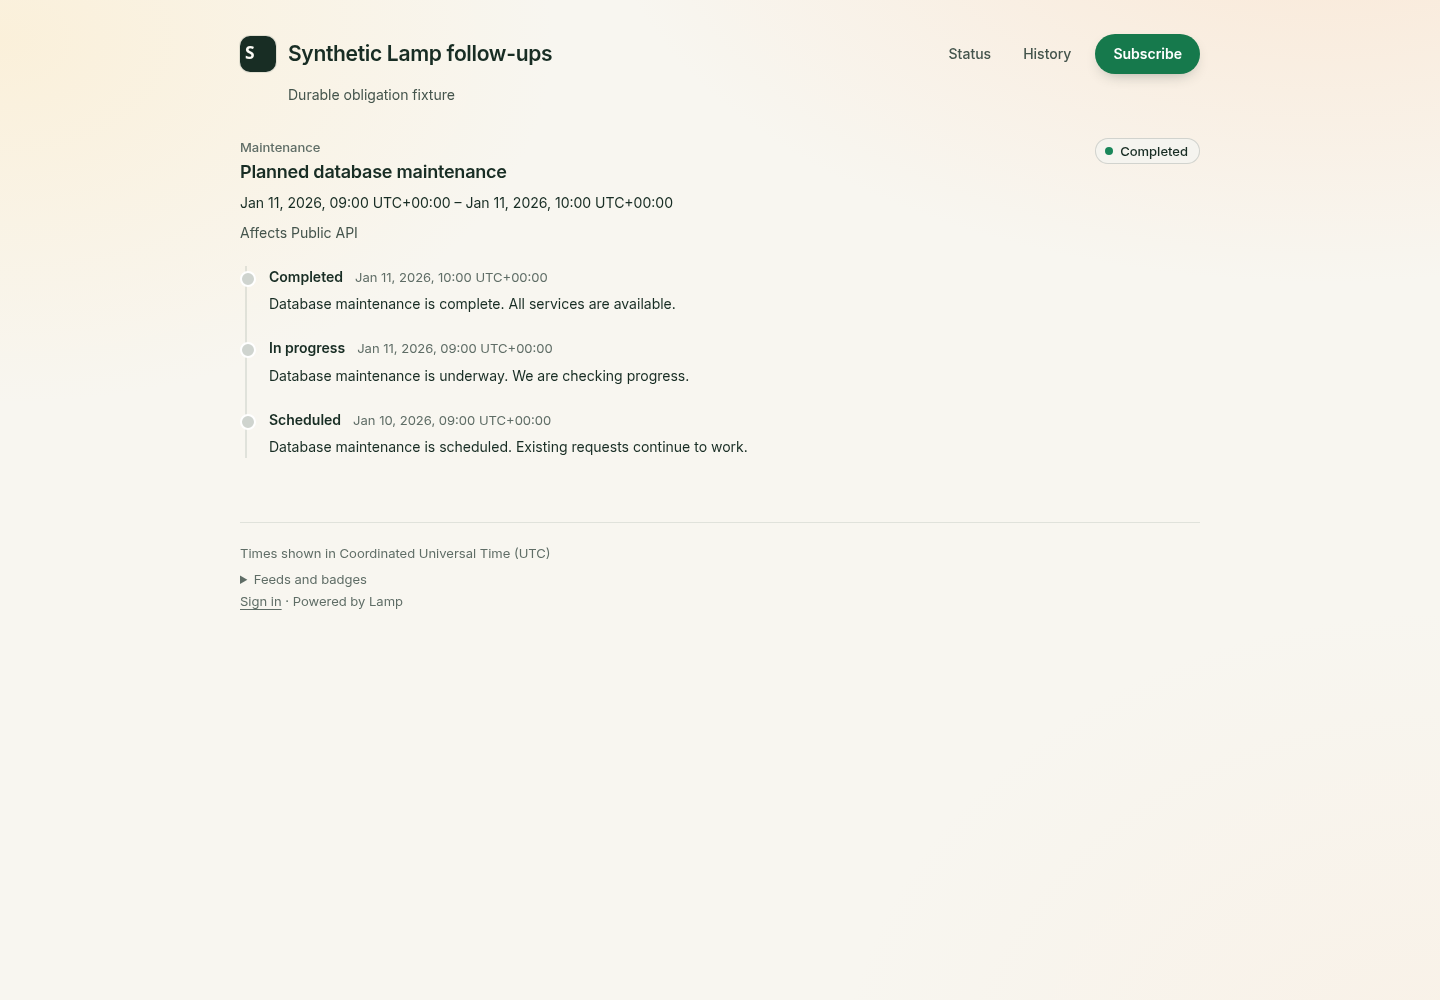 S
Synthetic Lamp follow-ups
Status
History
Subscribe
Durable obligation fixture
Maintenance
Completed
Planned database maintenance
Jan 11, 2026, 09:00 UTC+00:00 – Jan 11, 2026, 10:00 UTC+00:00
Affects Public API
Completed Jan 11, 2026, 10:00 UTC+00:00
Database maintenance is complete. All services are available.
In progress Jan 11, 2026, 09:00 UTC+00:00
Database maintenance is underway. We are checking progress.
Scheduled Jan 10, 2026, 09:00 UTC+00:00
Database maintenance is scheduled. Existing requests continue to work.
Times shown in Coordinated Universal Time (UTC)
Feeds and badges
Sign in · Powered by Lamp